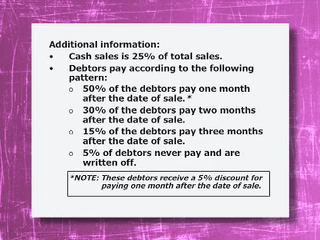 Additional information:
• Cash sales is 25% of total sales.
• Debtors pay according to the following
pattern:
o 50% of the debtors pay one month
after the date of sale.*
o 30% of the debtors pay two months
after the date of sale.
o 15% of the debtors pay three months
after the date of sale.
o 5% of debtors never pay and are
written off.
*NOTE: These debtors receive a 5% discount for
paying one month after the date of sale.